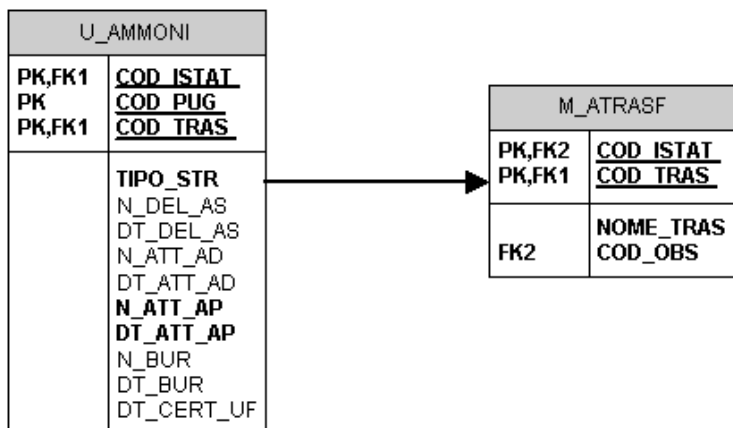 U_AMMONI
PK,FK1 COD_ISTAT
PK COD_PUG
PK,FK1 COD_TRAS
TIPO_STR
N_DEL_AS
DT_DEL_AS
N_ATT_AD
DT_ATT_AD
N_ATT_AP
DT_ATT_AP
N_BUR
DT_BUR
DT_CERT_UF
M_ATRASF
PK,FK2 COD_ISTAT
PK,FK1 COD_TRAS
NOME_TRAS
FK2 COD_OBS